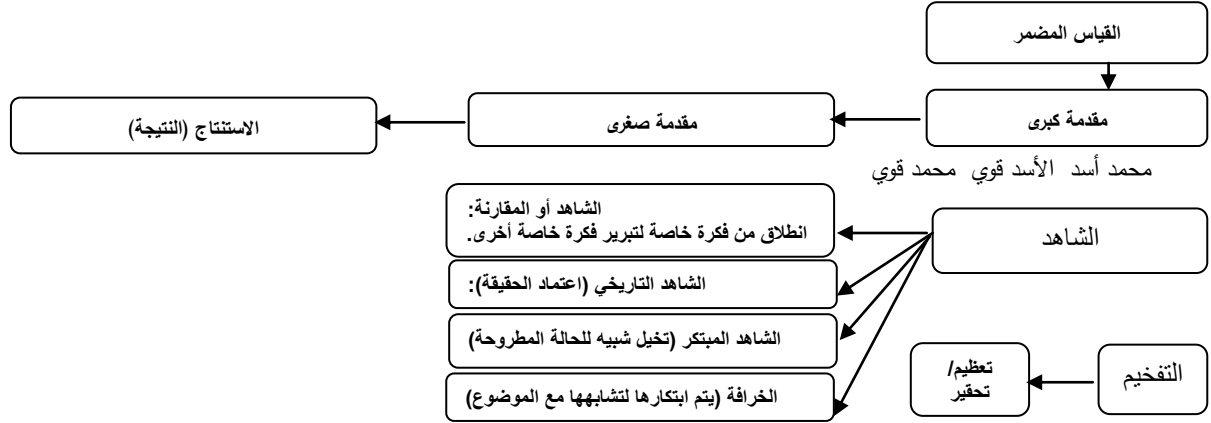 القياس المضمر
مقدمة كبرى
مقدمة صغرى
الاستنتاج (النتيجة)
محمد أسد الأسد قوي محمد قوي
الشاهد
الشاهد أو المقارنة:
انطلاق من فكرة خاصة لتبرير فكرة خاصة أخرى.
الشاهد التاريخي (اعتماد الحقيقة):
الشاهد المبتكر (تخيل شبيه للحالة المطروحة)
الخرافة (يتم ابتكارها لتشابهها مع الموضوع)
التفخيم
تعظيم/
تحقير